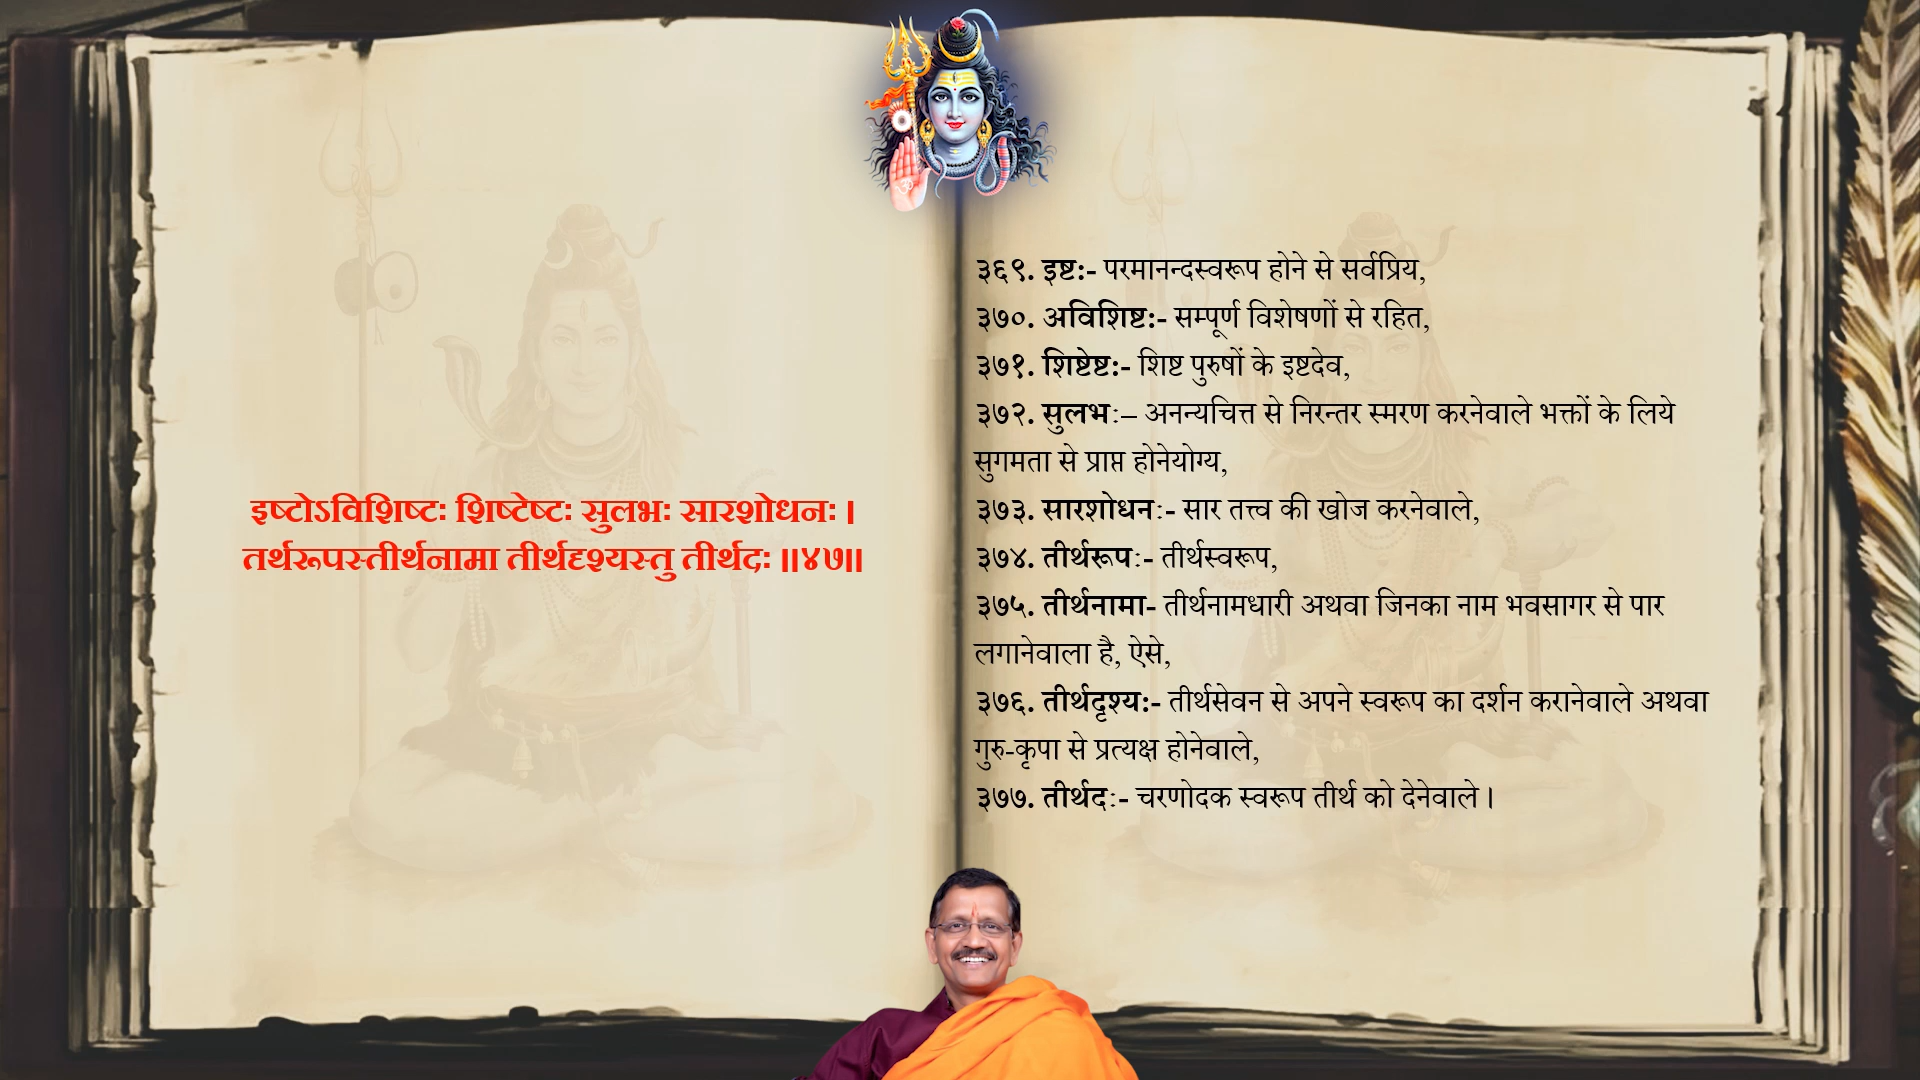 इष्टोऽविशिष्टः शिष्टेष्टः सुलभः सारशोधनः ।
तर्थरूपस्तीर्थनामा तीर्थदृश्यस्तु तीर्थदः ॥४७॥
३६९. इष्ट:- परमानन्दस्वरूप होने से सर्वप्रिय,
३७०. अविशिष्ट:- सम्पूर्ण विशेषणों से रहित,
३७१. शिष्टेष्ट:- शिष्ट पुरुषों के इष्टदेव,
३७२. सुलभः– अनन्यचित्त से निरन्तर स्मरण करनेवाले भक्तों के लिये
सुगमता से प्राप्त होनेयोग्य,
३७३. सारशोधनः- सार तत्त्व की खोज करनेवाले,
३७४. तीर्थरूपः- तीर्थस्वरूप,
३७५. तीर्थनामा- तीर्थनामधारी अथवा जिनका नाम भवसागर से पार
लगानेवाला है, ऐसे,
३७६. तीर्थदृश्य:- तीर्थसेवन से अपने स्वरूप का दर्शन करानेवाले अथवा
गुरु-कृपा से प्रत्यक्ष होनेवाले,
३७७. तीर्थदः- चरणोदक स्वरूप तीर्थ को देनेवाले ।